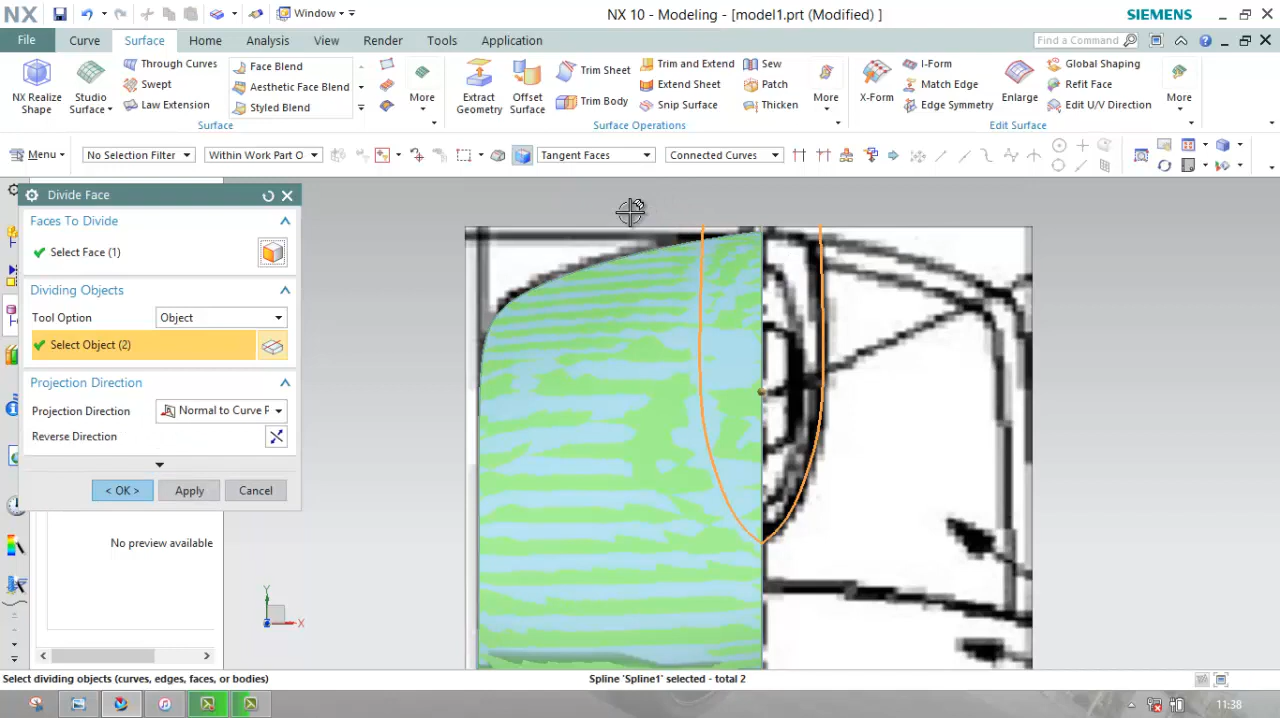 NX Window NX 10 - Modeling - [model1.prt (Modified) ] SIEMENS
File Curve Surface Home Analysis View Render Tools Application Find a Command
NX Realize Shape
Studio Surface
Through Curves
Swept
Law Extension
Face Blend
Aesthetic Face Blend
Styled Blend
More
Surface
Extract Geometry
Offset Surface
Trim Sheet
Trim Body
Trim and Extend
Extend Sheet
Snip Surface
Sew
Patch
Thicken
More
Surface Operations
X-Form
I-Form
Match Edge
Edge Symmetry
Enlarge
Global Shaping
Refit Face
Edit U/V Direction
More
Edit Surface
Menu No Selection Filter Within Work Part O Tangent Faces Connected Curves
Divide Face
Faces To Divide
Select Face (1)
Dividing Objects
Tool Option Object
Select Object (2)
Projection Direction
Projection Direction Normal to Curve P
Reverse Direction
< OK > Apply Cancel
No preview available
Y
X
Select dividing objects (curves, edges, faces, or bodies) Spline 'Spline1' selected - total 2
11:38